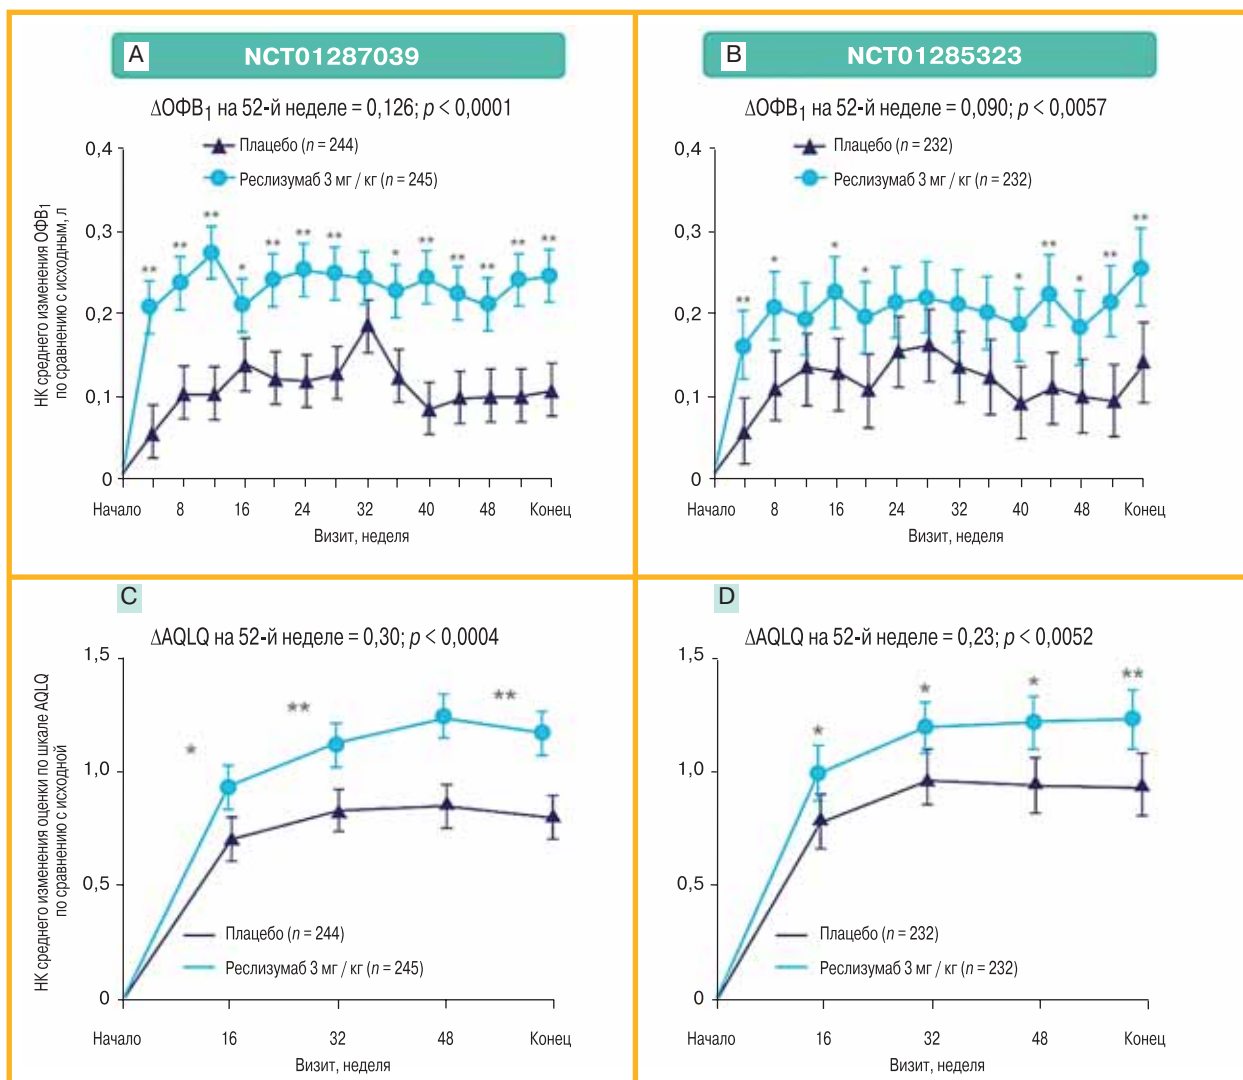 A
NCT01287039
ΔОФВ₁ на 52-й неделе = 0,126; p < 0,0001
Плацебо (n = 244)
Реслизумаб 3 мг / кг (n = 245)
НК среднего изменения ОФВ₁
по сравнению с исходным, л
0,4
0,3
0,2
0,1
0
** ** ** * ** ** ** * ** ** ** ** **
Начало 8 16 24 32 40 48 Конец
Визит, неделя
B
NCT01285323
ΔОФВ₁ на 52-й неделе = 0,090; p < 0,0057
Плацебо (n = 232)
Реслизумаб 3 мг / кг (n = 232)
0,4
0,3
0,2
0,1
0
** * * * * ** * ** **
Начало 8 16 24 32 40 48 Конец
Визит, неделя
C
ΔAQLQ на 52-й неделе = 0,30; p < 0,0004
НК среднего изменения оценки по шкале AQLQ
по сравнению с исходной
1,5
1,0
0,5
0
* ** **
Плацебо (n = 244)
Реслизумаб 3 мг / кг (n = 245)
Начало 16 32 48 Конец
Визит, неделя
D
ΔAQLQ на 52-й неделе = 0,23; p < 0,0052
1,5
1,0
0,5
0
* * * **
Плацебо (n = 232)
Реслизумаб 3 мг / кг (n = 232)
Начало 16 32 48 Конец
Визит, неделя